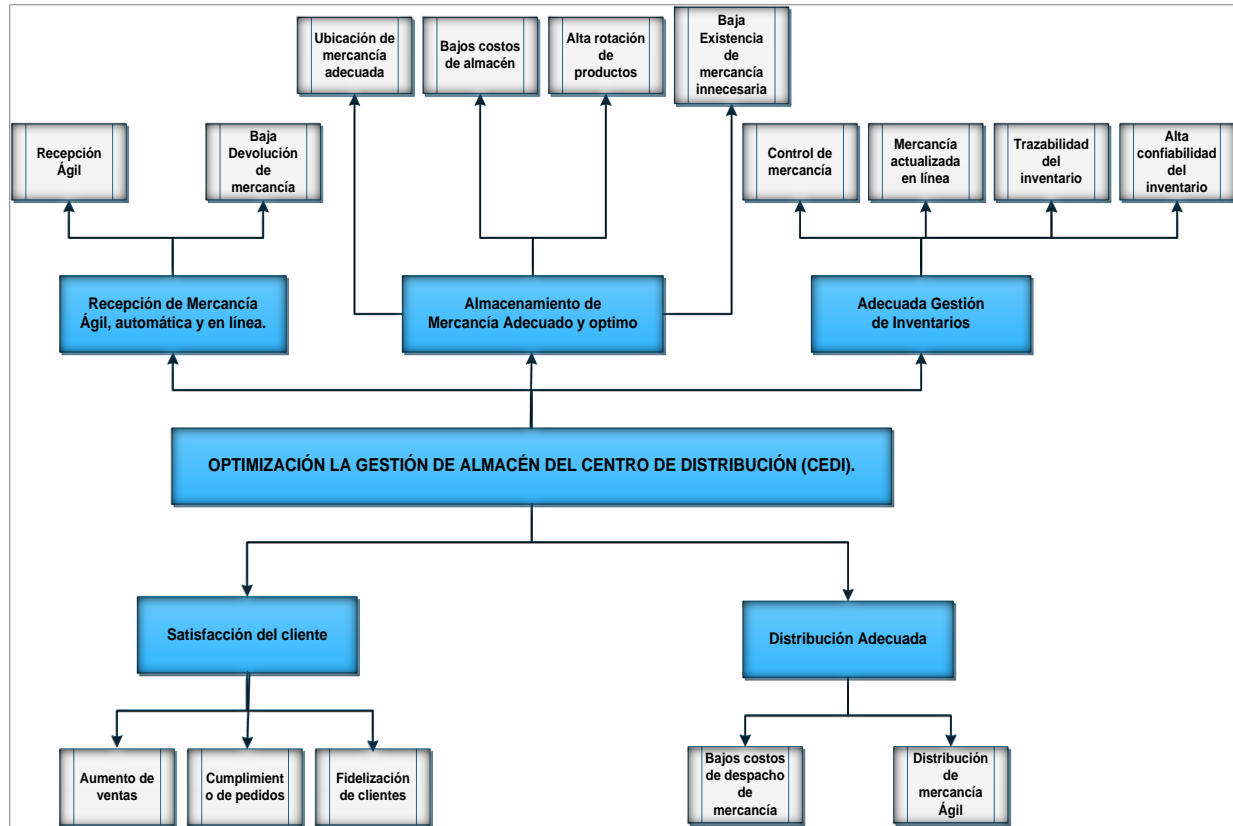 Ubicación de
mercancía
adecuada
Bajos costos
de almacén
Alta rotación
de
productos
Baja
Existencia
de
mercancía
innecesaria
Recepción
Ágil
Baja
Devolución
de
mercancía
Control de
mercancía
Mercancía
actualizada
en línea
Trazabilidad
del
inventario
Alta
confiabilidad
del
inventario
Recepción de Mercancía
Ágil, automática y en línea.
Almacenamiento de
Mercancía Adecuado y optimo
Adecuada Gestión
de Inventarios
OPTIMIZACIÓN LA GESTIÓN DE ALMACÉN DEL CENTRO DE DISTRIBUCIÓN (CEDI).
Satisfacción del cliente
Distribución Adecuada
Aumento de
ventas
Cumplimient
o de pedidos
Fidelización
de clientes
Bajos costos
de despacho
de
mercancía
Distribución
de
mercancía
Ágil